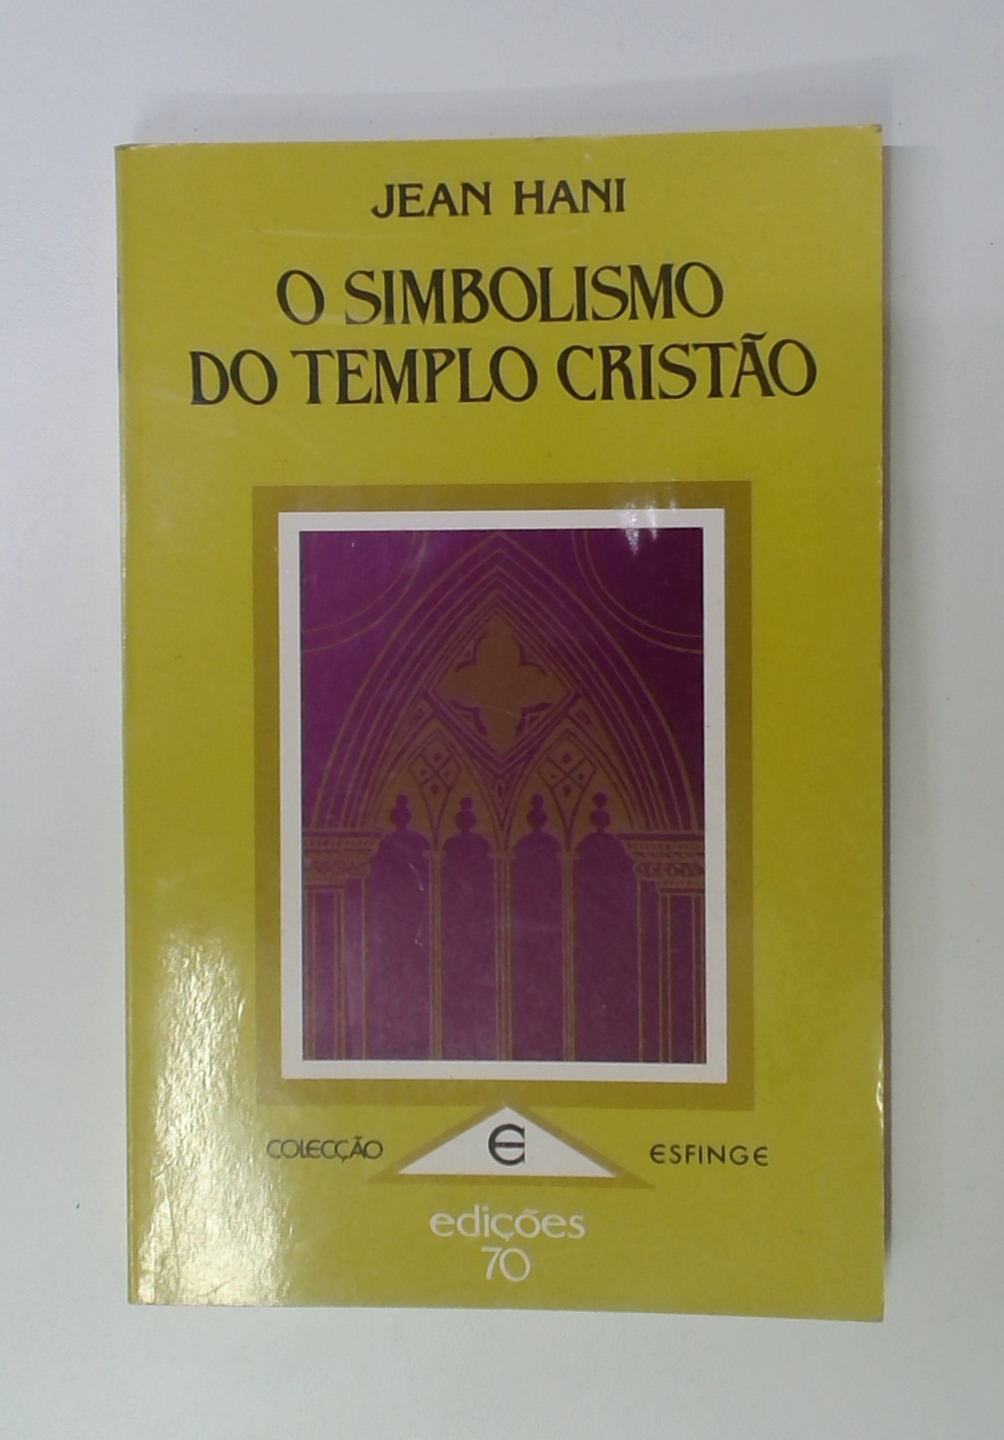 JEAN HANI
O SIMBOLISMO
DO TEMPLO CRISTÃO
COLECÇÃO E ESFINGE
edições
70